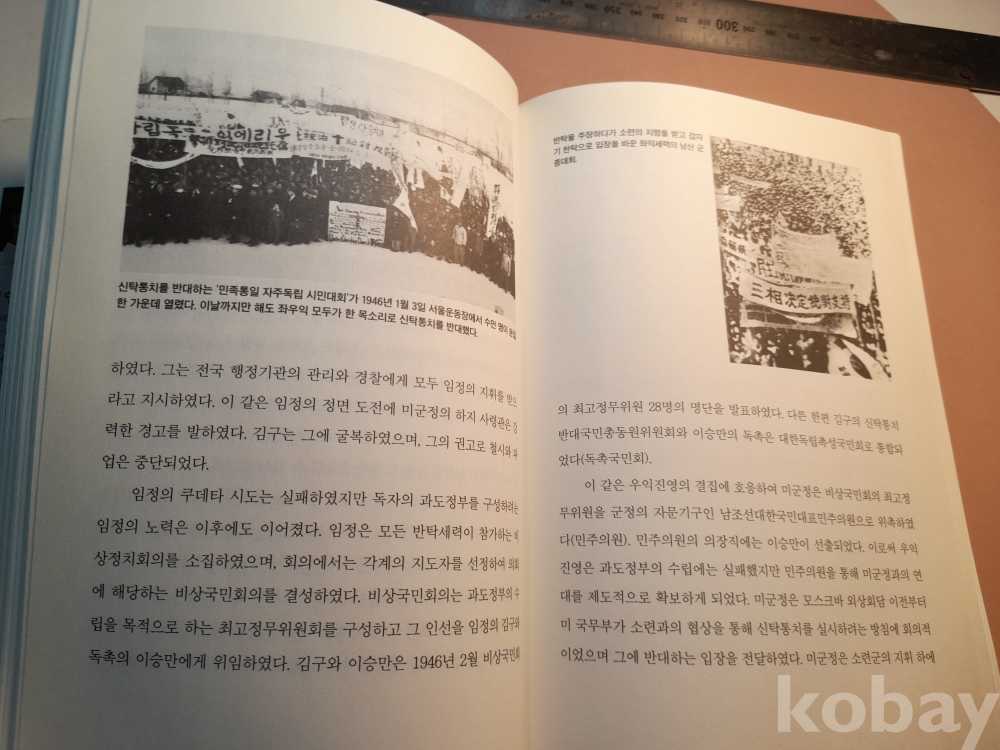 신탁통치를 반대하는 '민족통일 자주독립 시민대회'가 1946년 1월 3일 서울운동장에서 수만 명이 운집
한 가운데 열렸다. 이날까지만 해도 좌우익 모두가 한 목소리로 신탁통치를 반대했다.
하였다. 그는 전국 행정기관의 관리와 경찰에게 모두 임정의 지휘를 받으
라고 지시하였다. 이 같은 임정의 정면 도전에 미군정의 하지 사령관은 강
력한 경고를 발하였다. 김구는 그에 굴복하였으며, 그의 권고로 철시와 파
업은 중단되었다.
임정의 쿠데타 시도는 실패하였지만 독자의 과도정부를 구성하려는
임정의 노력은 이후에도 이어졌다. 임정은 모든 반탁세력이 참가하는 비
상정치회의를 소집하였으며, 회의에서는 각계의 지도자를 선정하여 의회
에 해당하는 비상국민회의를 결성하였다. 비상국민회의는 과도정부의 수
립을 목적으로 하는 최고정무위원회를 구성하고 그 인선을 임정의 김구와
독촉의 이승만에게 위임하였다. 김구와 이승만은 1946년 2월 비상국민회
반탁을 주장하다가 소련의 지령을 받고 갑자
기 찬탁으로 입장을 바꾼 좌익세력의 남산 군
중대회.
三相決定絶對支持
의 최고정무위원 28명의 명단을 발표하였다. 다른 한편 김구의 신탁통치
반대국민총동원위원회와 이승만의 독촉은 대한독립촉성국민회로 통합되
었다(독촉국민회).
이 같은 우익진영의 결집에 호응하여 미군정은 비상국민회의 최고정
무위원을 군정의 자문기구인 남조선대한국민대표민주의원으로 위촉하였
다(민주의원). 민주의원의 의장직에는 이승만이 선출되었다. 이로써 우익
진영은 과도정부의 수립에는 실패했지만 민주의원을 통해 미군정과의 연
대를 제도적으로 확보하게 되었다. 미군정은 모스크바 외상회담 이전부터
미 국무부가 소련과의 협상을 통해 신탁통치를 실시하려는 방침에 회의적
이었으며 그에 반대하는 입장을 전달하였다. 미군정은 소련군의 지휘 하에
kobay